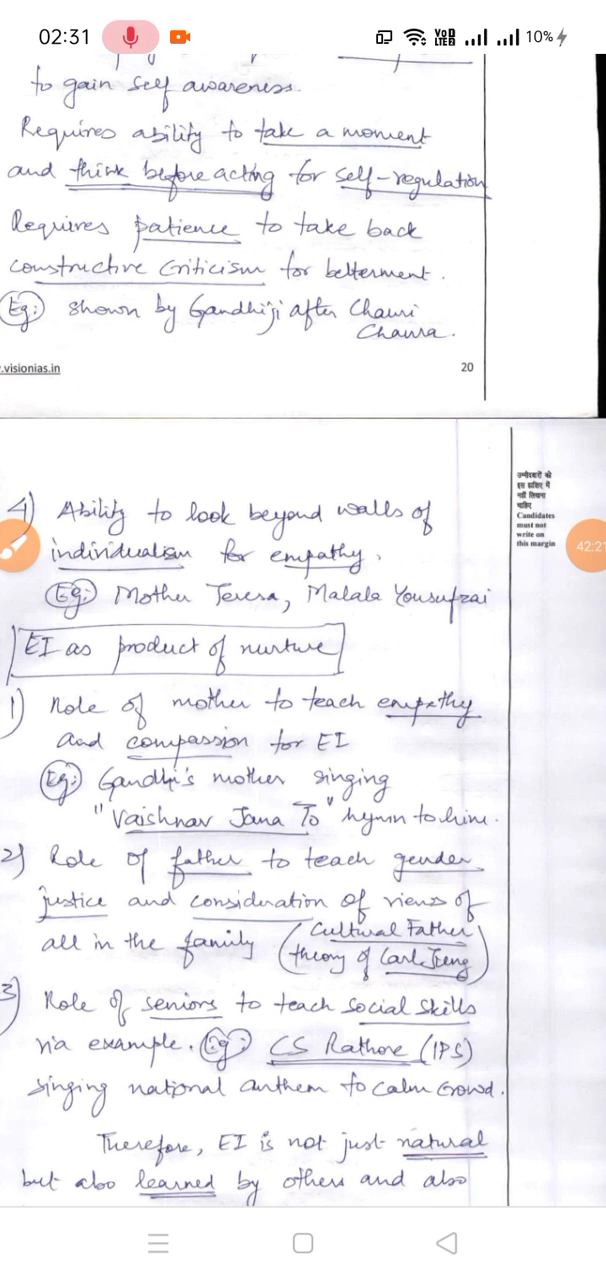 02:31
Vo)
LTE2
10%
to gain self awareness.
Requires ability to take a moment
and think before acting for self-regulation
Requires patience to take back
constructive criticism for betterment.
Eg: shown by Gandhiji after Chauri
Chaura.
.visionias.in
20
उम्मीदवारों को
इस हाशिए में
नहीं लिखना
चाहिए
Candidates
must not
write on
this margin
4) Ability to look beyond walls of
individualism for empathy.
42:21
Eg: Mother Teresa, Malala Yousufzai
EI as product of nurture
1) Role of mother to teach empathy
and compassion for EI
Eg: Gandhi's mother singing
"Vaishnav Jana To" hymn to him.
2) Role of father to teach gender
justice and consideration of views of
all in the family (Cultural Father
theory of Carl Jung)
3) Role of seniors to teach social skills
via example. Eg: CS Rathore (IPS)
singing national anthem to calm crowd.
Therefore, EI is not just natural
but also learned by others and also